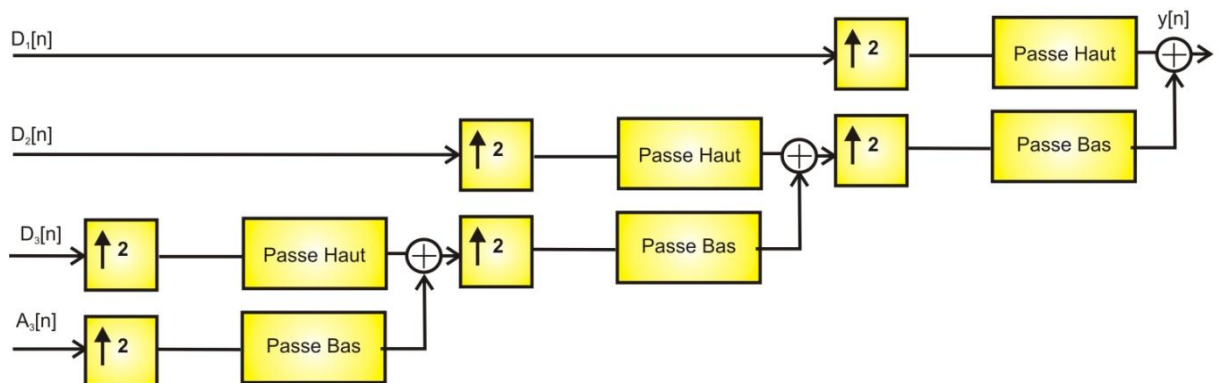 D₁[n]
↑ 2
Passe Haut
y[n]
D₂[n]
↑ 2
Passe Haut
↑ 2
Passe Bas
D₃[n]
↑ 2
Passe Haut
↑ 2
Passe Bas
A₃[n]
↑ 2
Passe Bas